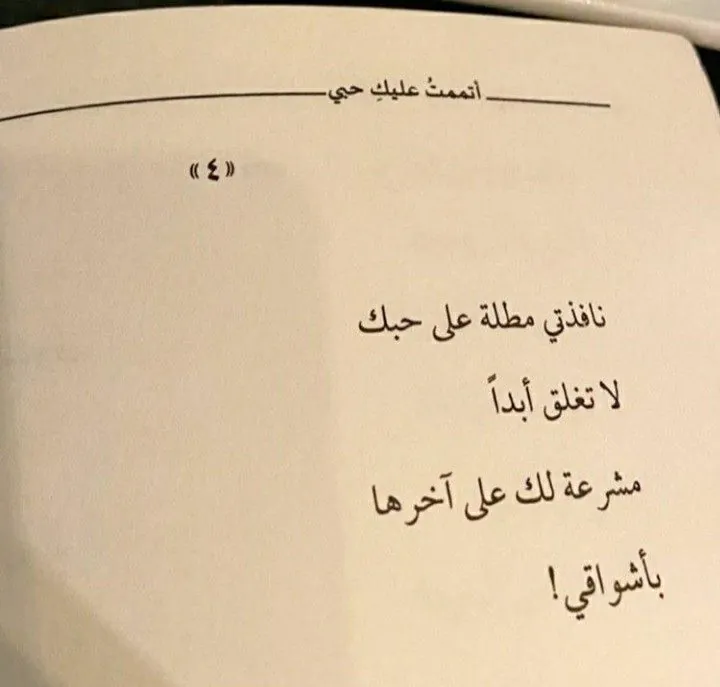 أتممتُ عليكِ حبي
«٤»
نافذتي مطلة على حبك
لا تغلق أبداً
مشرعة لك على آخرها
بأشواقي!